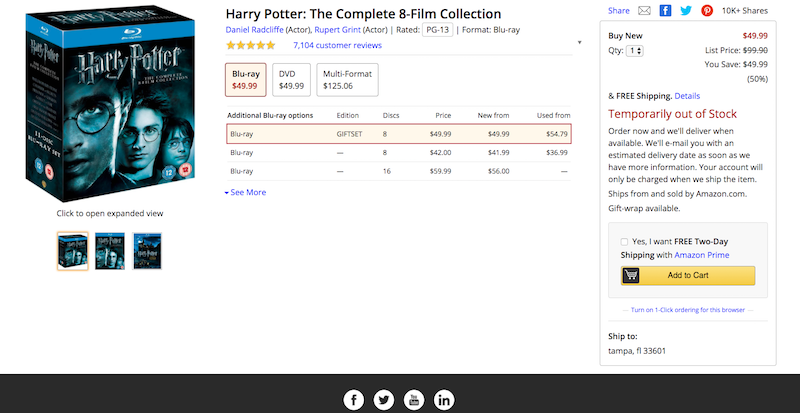 Harry Potter: The Complete 8-Film Collection
Daniel Radcliffe (Actor), Rupert Grint (Actor) | Rated: PG-13 | Format: Blu-ray
7,104 customer reviews
Blu-ray
$49.99
DVD
$49.99
Multi-Format
$125.06
Additional Blu-ray options Edition Discs Price New from Used from
Blu-ray GIFTSET 8 $49.99 $49.99 $54.79
Blu-ray — 8 $42.00 $41.99 $36.99
Blu-ray — 16 $59.99 $56.00 —
See More
Blu-ray
Harry Potter
THE COMPLETE
8-FILM COLLECTION
11-DISC
BLU-RAY SET
12 12
12 12
Click to open expanded view
Share 10K+ Shares
Buy New $49.99
Qty: 1 List Price: $99.90
You Save: $49.99
(50%)
& FREE Shipping. Details
Temporarily out of Stock
Order now and we'll deliver when
available. We'll e-mail you with an
estimated delivery date as soon as we
have more information. Your account will
only be charged when we ship the item.
Ships from and sold by Amazon.com.
Gift-wrap available.
Yes, I want FREE Two-Day
Shipping with Amazon Prime
Add to Cart
— Turn on 1-Click ordering for this browser —
Ship to:
tampa, fl 33601